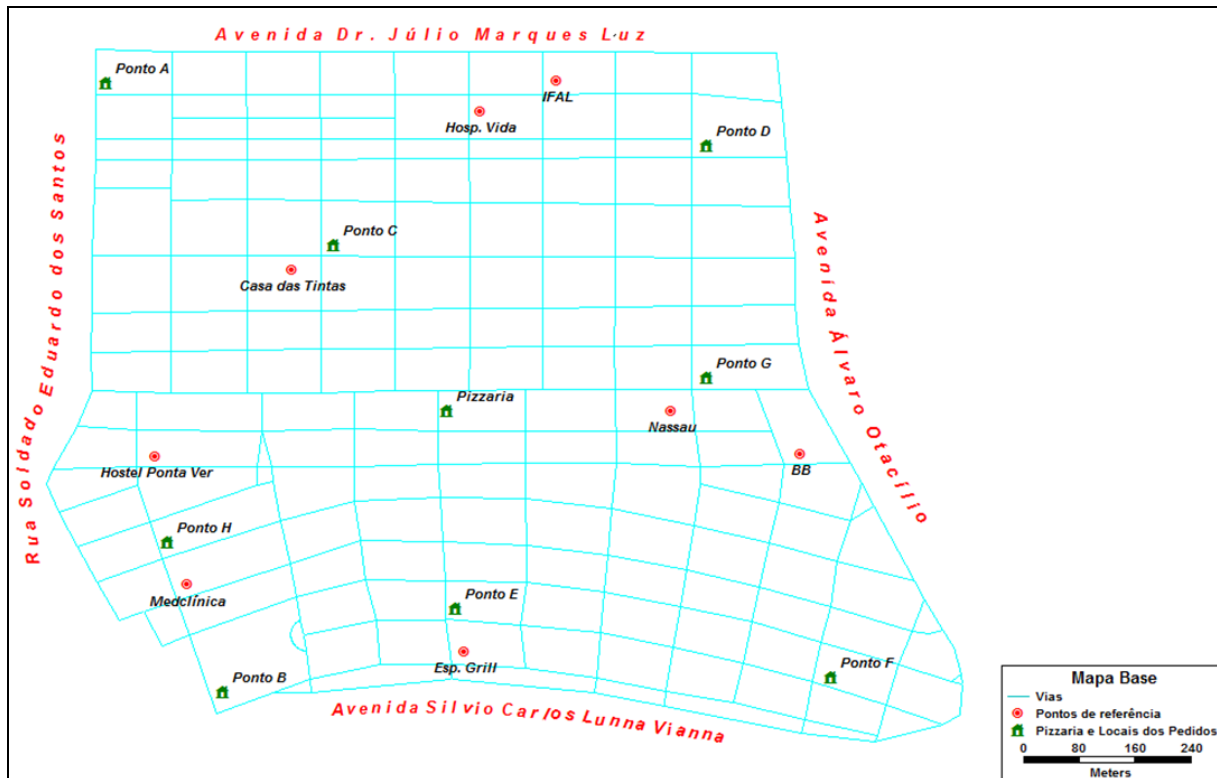 Avenida Dr. Júlio Marques Luz
Ponto A
IFAL
Hosp. Vida
Ponto D
Rua Soldado Eduardo dos Santos
Avenida Álvaro Otacílio
Ponto C
Casa das Tintas
Ponto G
Pizzaria
Nassau
Hostel Ponta Ver
BB
Ponto H
Medclínica
Ponto E
Esp. Grill
Ponto F
Ponto B
Avenida Silvio Carlos Lunna Vianna
Mapa Base
Vias
Pontos de referência
Pizzaria e Locais dos Pedidos
0 80 160 240
Meters